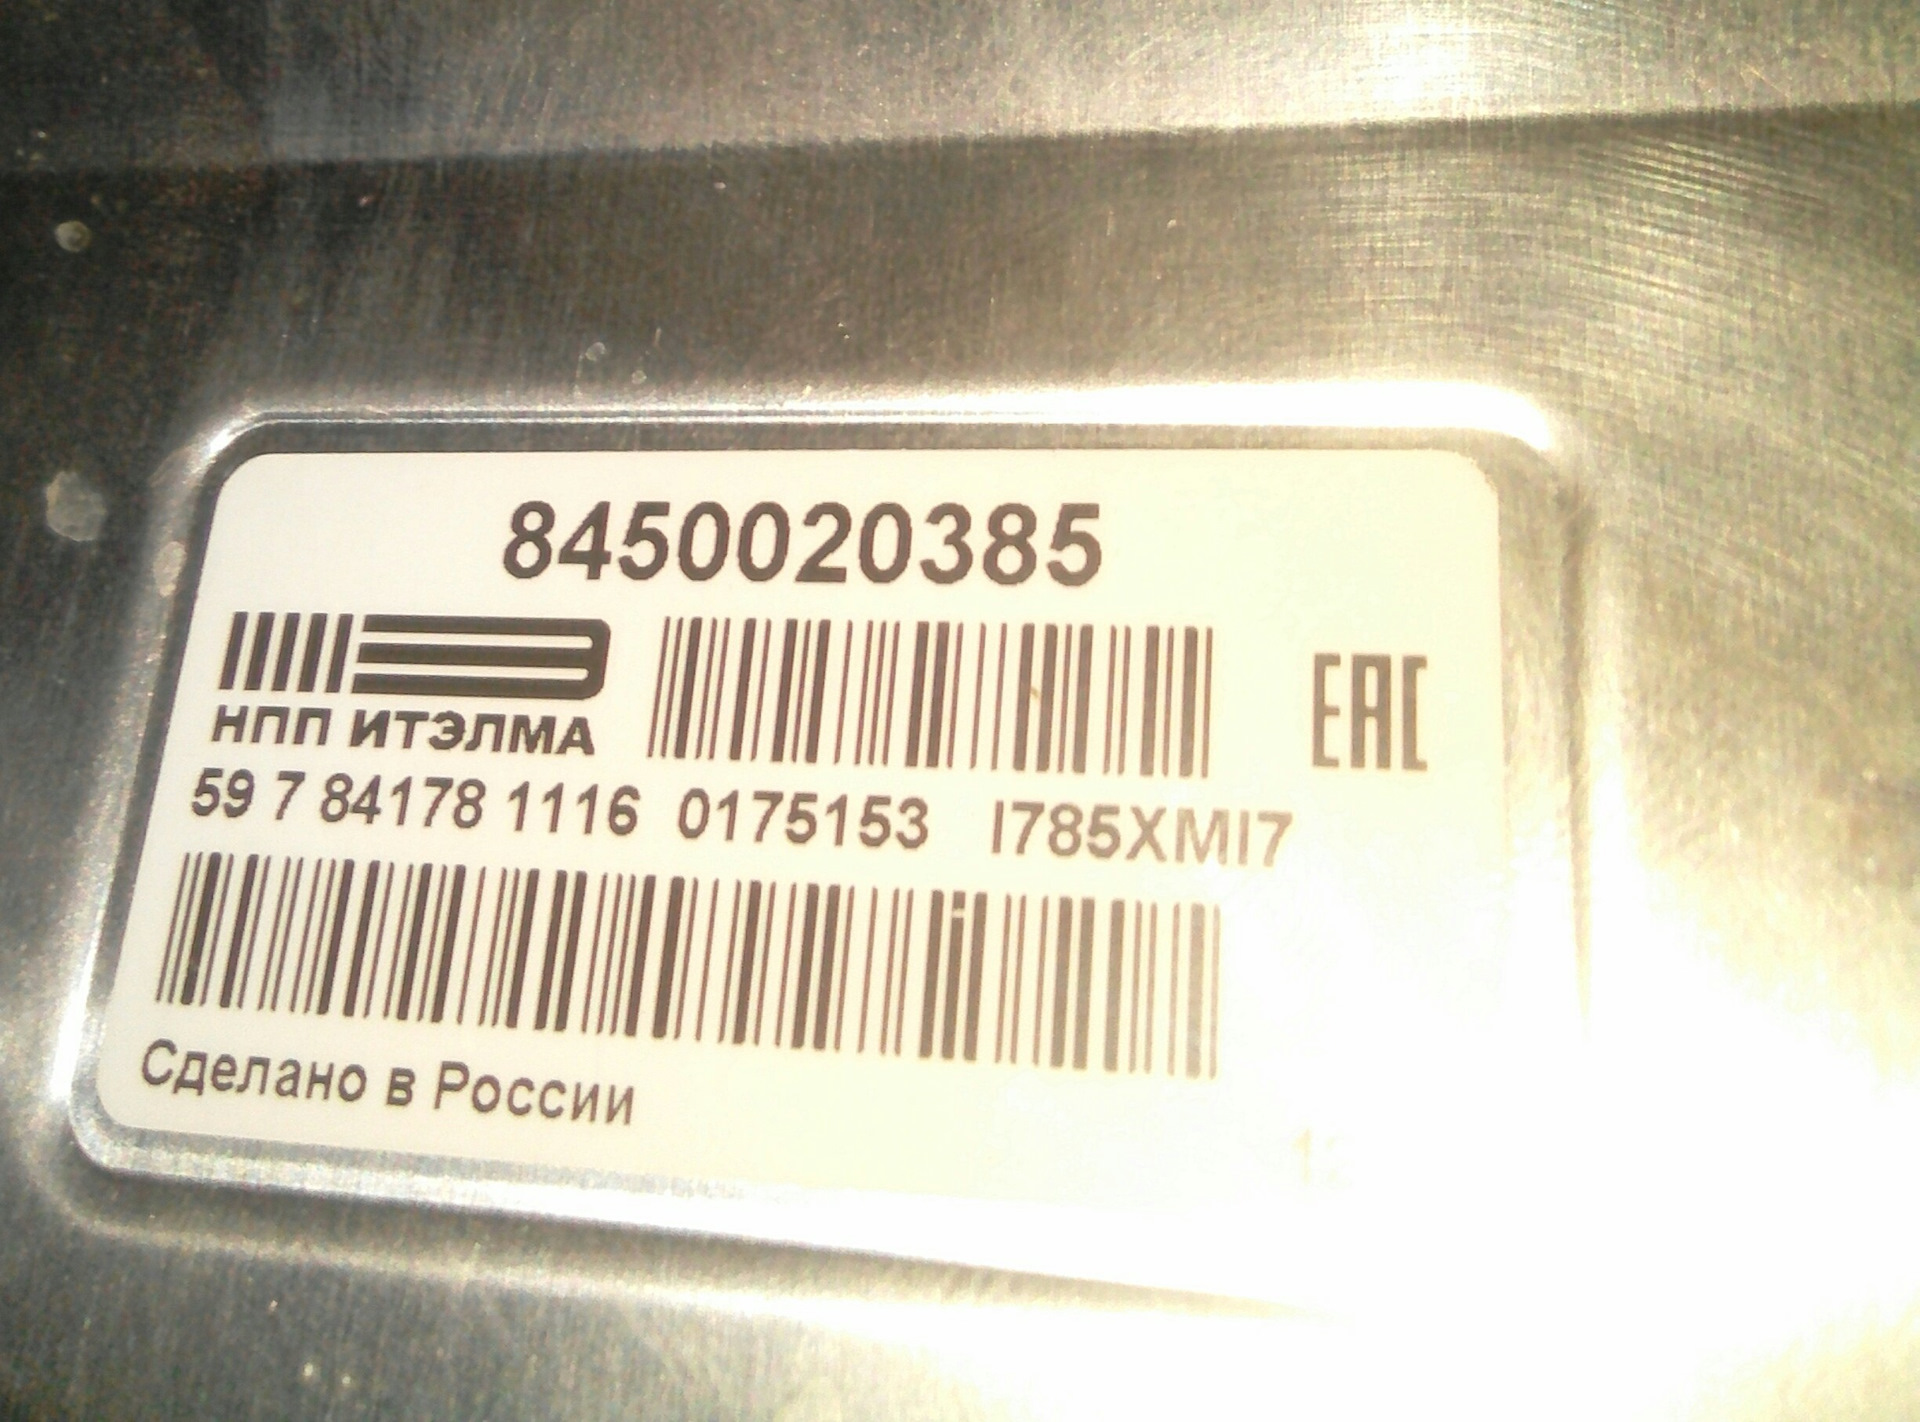 8450020385
НПП ИТЭЛМА
EAC
59 7 84178 1116 0175153 I785XMI7
Сделано в России